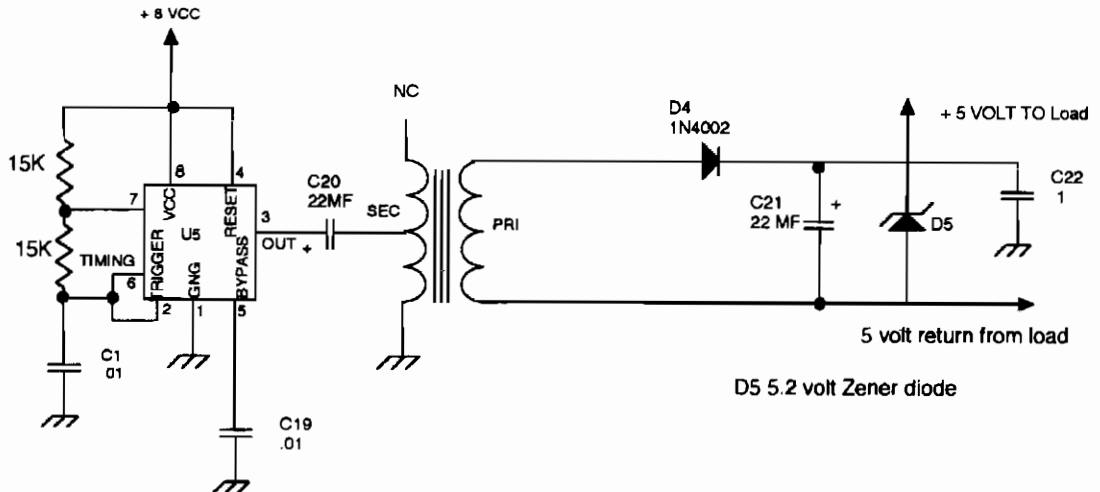 + 8 VCC
NC
D4
1N4002
+ 5 VOLT TO Load
15K
8
4
C20
22MF
C22
1
7
VCC
RESET
3
SEC
PRI
C21
22 MF
+
D5
U5
OUT +
15K
TIMING
6
TRIGGER
GNG
BYPASS
2
1
5
5 volt return from load
C1
01
D5 5.2 volt Zener diode
C19
.01